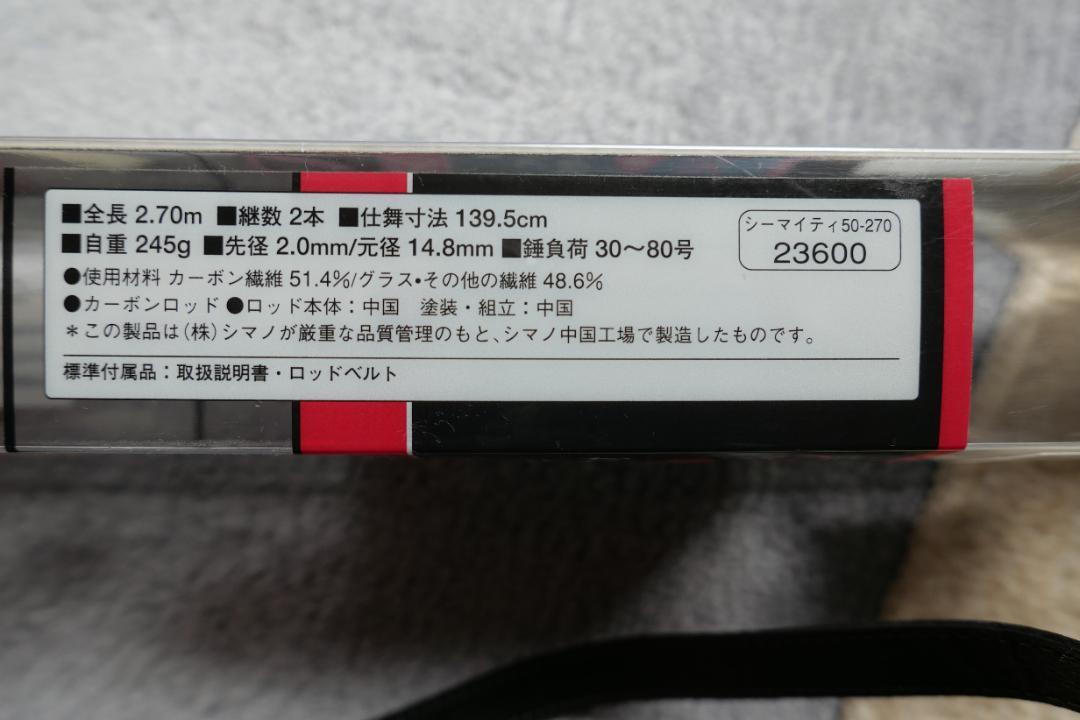 ■全長 2.70m ■継数 2本 ■仕舞寸法 139.5cm
■自重 245g ■先径 2.0mm/元径 14.8mm ■錘負荷 30〜80号
シーマイティ50-270
23600
●使用材料 カーボン繊維 51.4%/グラス•その他の繊維 48.6%
●カーボンロッド ●ロッド本体：中国 塗装・組立：中国
＊この製品は(株)シマノが厳重な品質管理のもと、シマノ中国工場で製造したものです。
標準付属品：取扱説明書・ロッドベルト